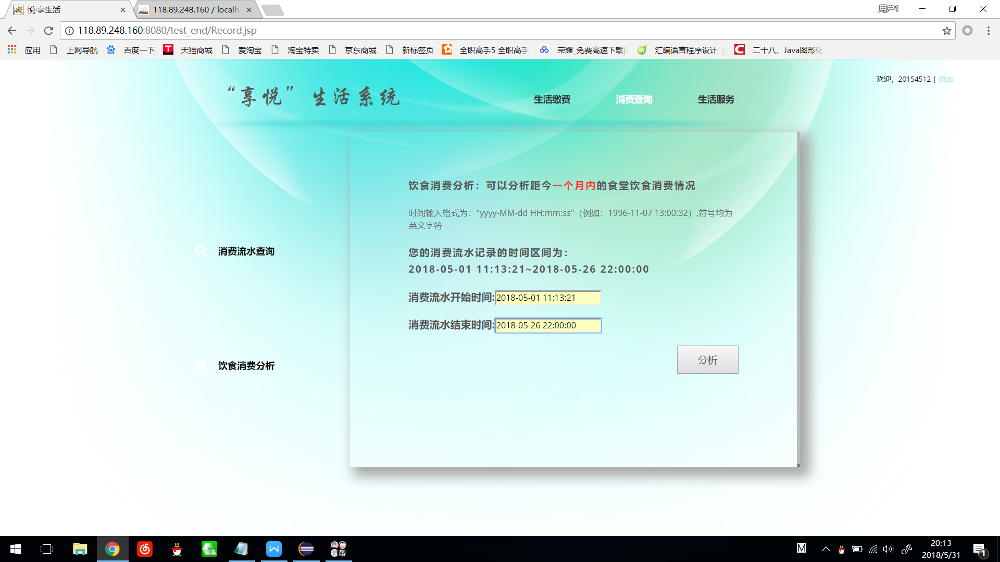 悦·享生活
118.89.248.160 / localh
用户1
118.89.248.160:8080/test_end/Record.jsp
应用 上网导航 百度一下 天猫商城 爱淘宝 淘宝特卖 京东商城 新标签页 全职高手5 全职高手 荣耀_免费高速下载| 汇编语言程序设计 ( 二十八、Java图形化
欢迎，20154512 | 退出
“享悦”生活系统
生活缴费 消费查询 生活服务
饮食消费分析：可以分析距今一个月内的食堂饮食消费情况
时间输入格式为："yyyy-MM-dd HH:mm:ss"（例如：1996-11-07 13:00:32）,符号均为
英文字符
您的消费流水记录的时间区间为：
2018-05-01 11:13:21~2018-05-26 22:00:00
消费流水查询
消费流水开始时间:2018-05-01 11:13:21
消费流水结束时间:2018-05-26 22:00:00
分析
饮食消费分析
M
20:13
2018/5/31
1